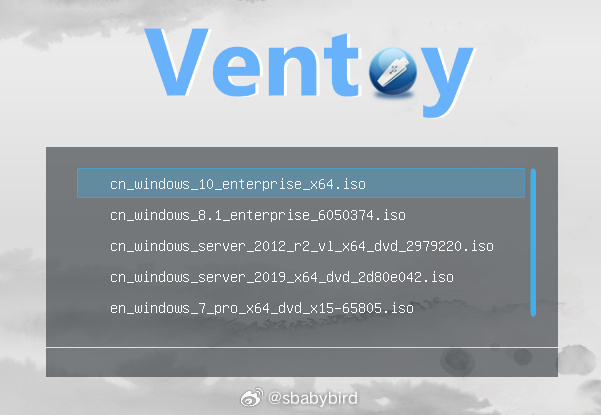 Ventoy
cn_windows_10_enterprise_x64.iso
cn_windows_8.1_enterprise_6050374.iso
cn_windows_server_2012_r2_vl_x64_dvd_2979220.iso
cn_windows_server_2019_x64_dvd_2d80e042.iso
en_windows_7_pro_x64_dvd_x15-65805.iso
@sbabybird